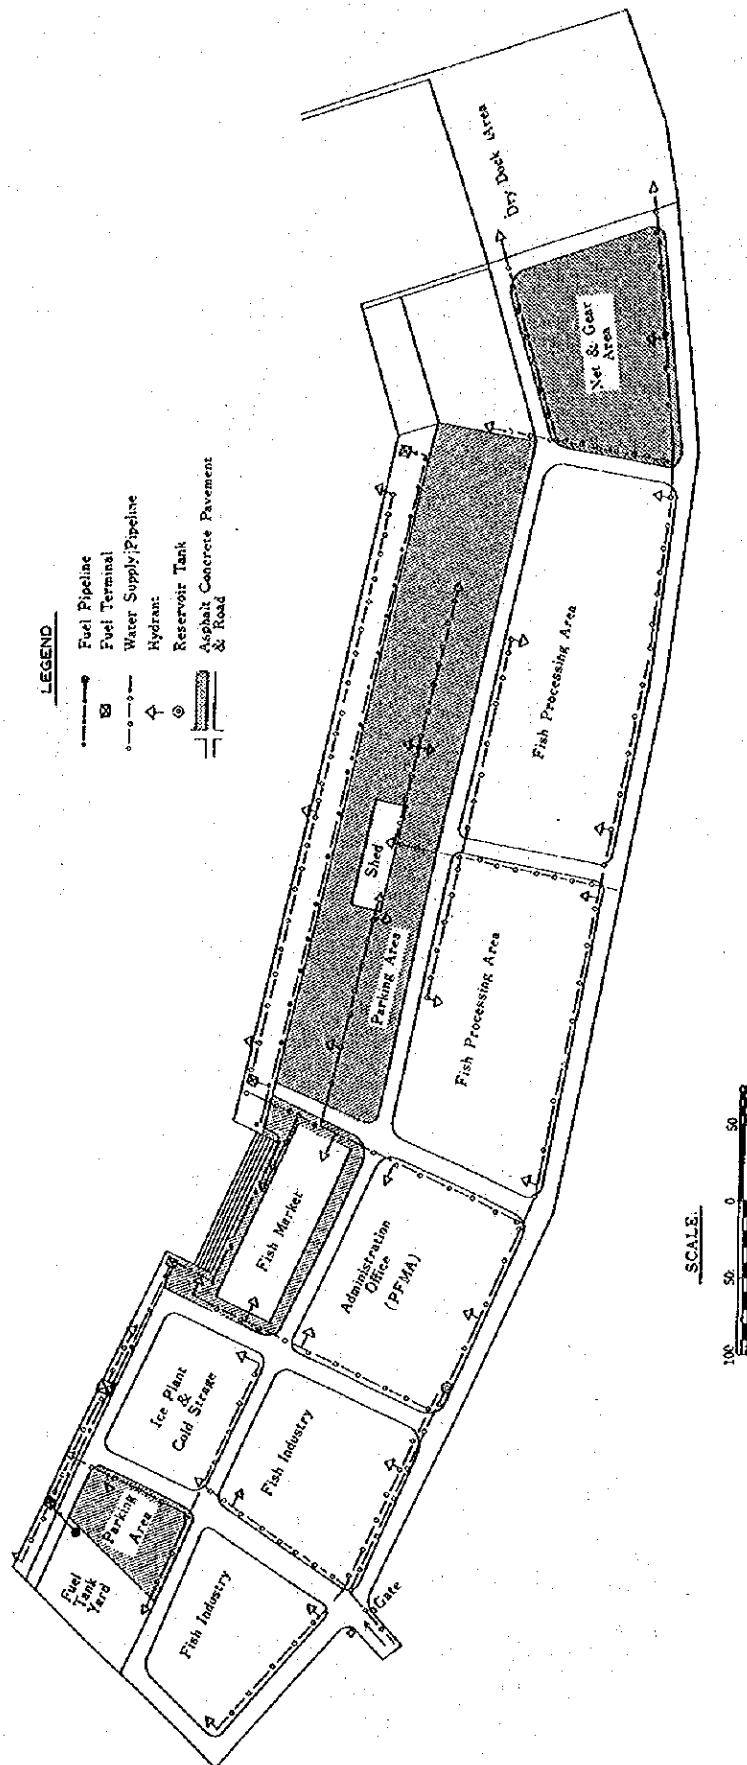 LEGEND
Fuel Pipeline
Fuel Terminal
Water Supply Pipeline
Hydrant
Reservoir Tank
Asphalt Concrete Pavement
& Road
Dry Dock Area
Net & Gear
Area
Fish Processing Area
Shed
Parking Area
Fish Processing Area
Fish Market
Administration
Office
(PFMA)
Ice Plant
&
Cold Strage
Fish Industry
Parking
Area
Fuel
Tank
Yard
Fish Industry
Gate
SCALE:
100 50 0 50